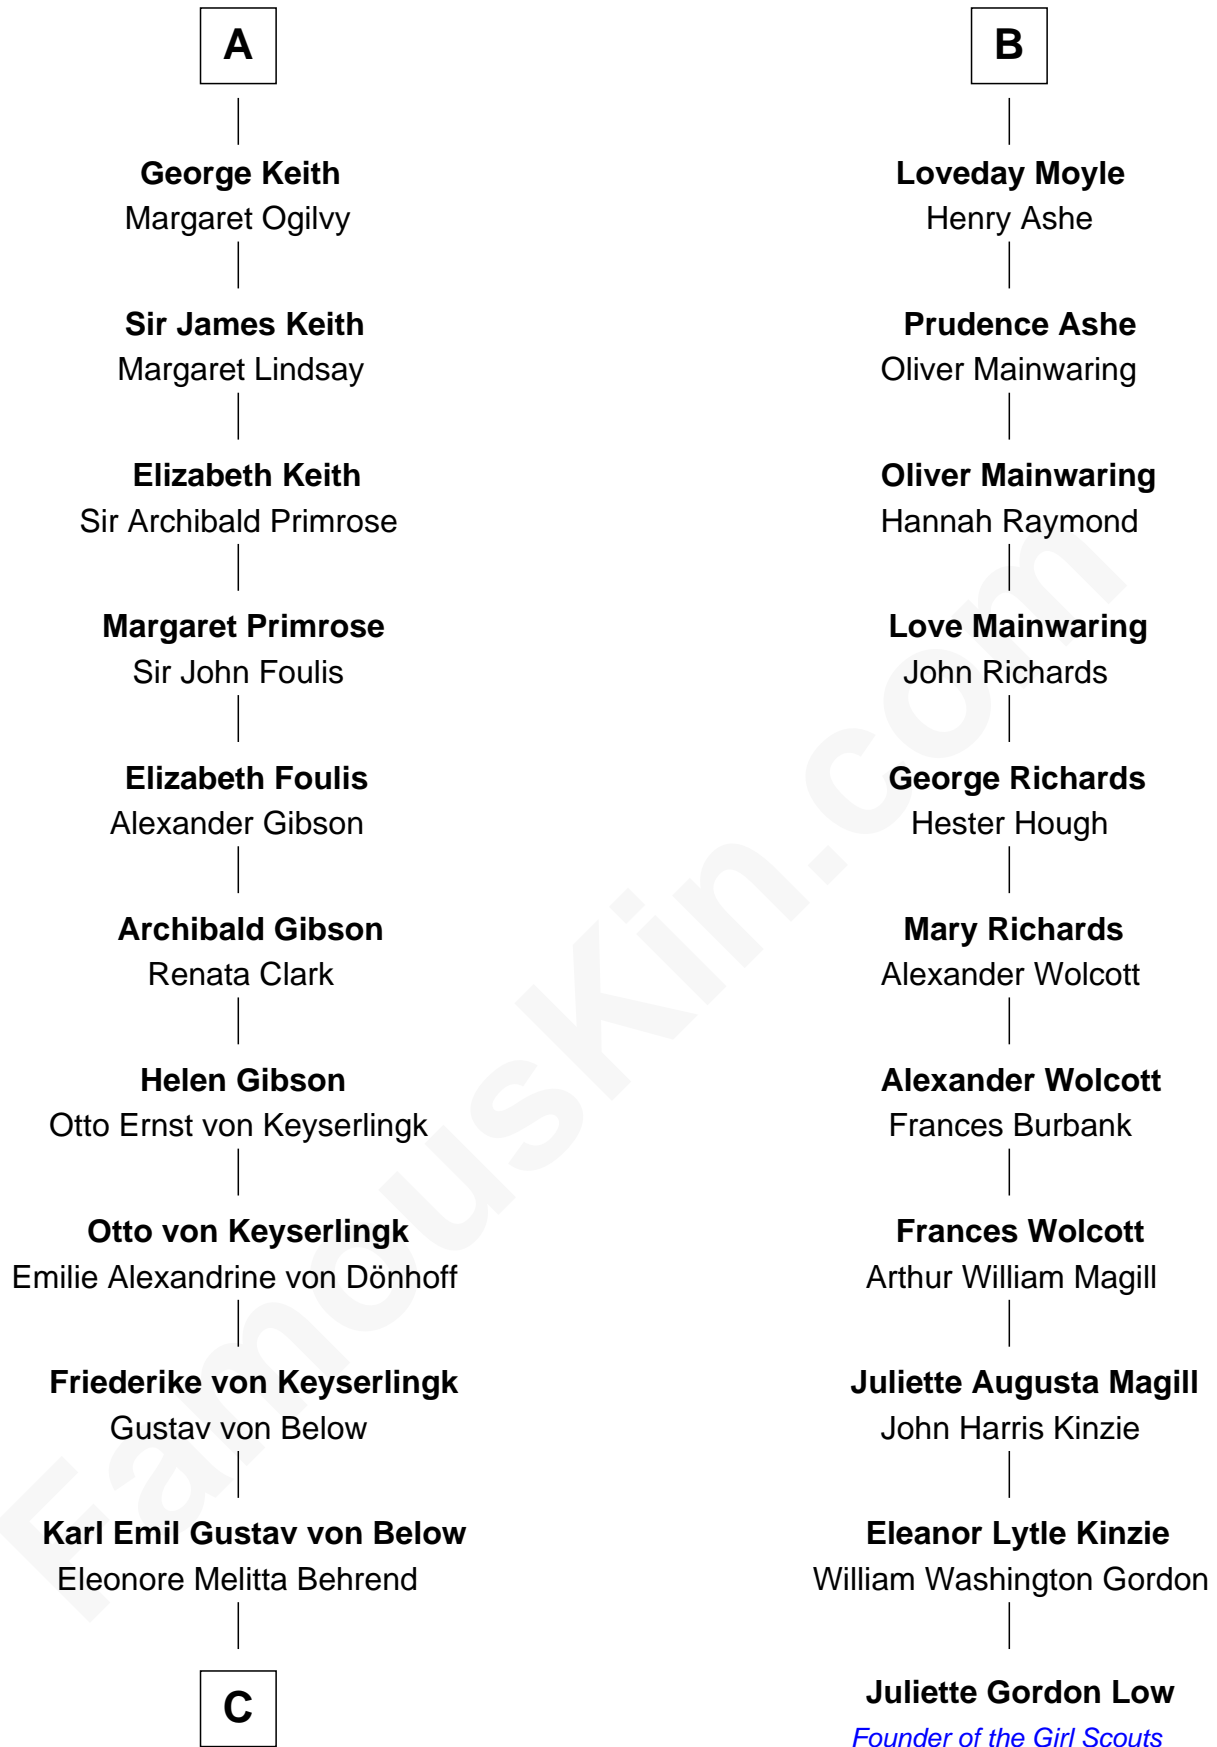 A
George Keith
Margaret Ogilvy
Sir James Keith
Margaret Lindsay
Elizabeth Keith
Sir Archibald Primrose
Margaret Primrose
Sir John Foulis
Elizabeth Foulis
Alexander Gibson
Archibald Gibson
Renata Clark
Helen Gibson
Otto Ernst von Keyserlingk
Otto von Keyserlingk
Emilie Alexandrine von Dönhoff
Friederike von Keyserlingk
Gustav von Below
Karl Emil Gustav von Below
Eleonore Melitta Behrend
C
B
Loveday Moyle
Henry Ashe
Prudence Ashe
Oliver Mainwaring
Oliver Mainwaring
Hannah Raymond
Love Mainwaring
John Richards
George Richards
Hester Hough
Mary Richards
Alexander Wolcott
Alexander Wolcott
Frances Burbank
Frances Wolcott
Arthur William Magill
Juliette Augusta Magill
John Harris Kinzie
Eleanor Lytle Kinzie
William Washington Gordon
Juliette Gordon Low
Founder of the Girl Scouts
FamousKin.com